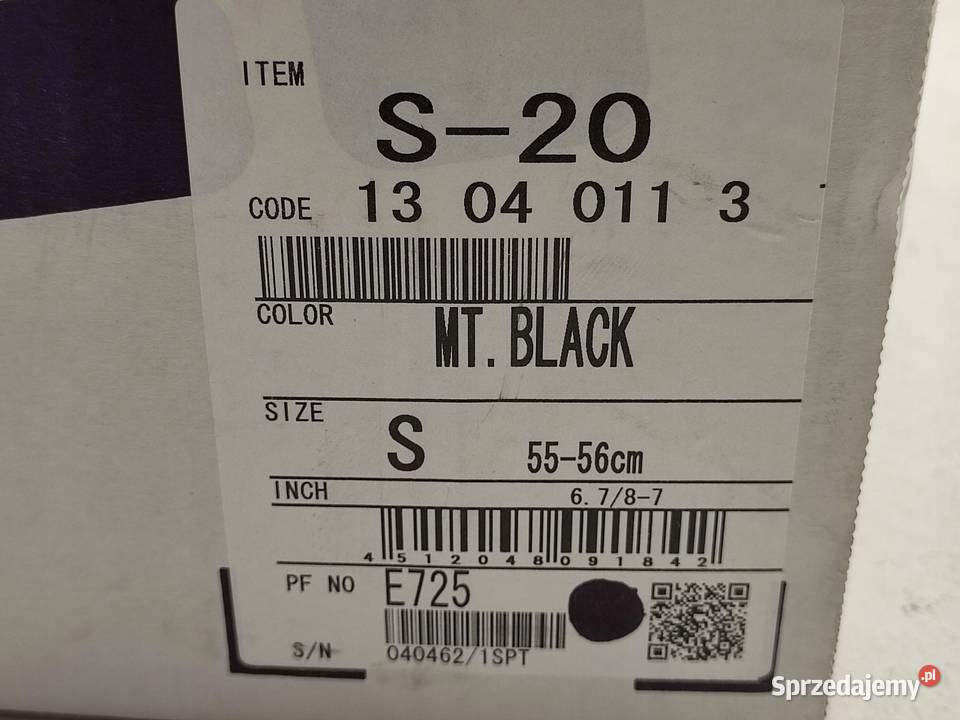 ITEM
S-20
CODE 13 04 011 3
COLOR
MT. BLACK
SIZE
S 55-56cm
INCH 6. 7/8-7
4 512048 091842
PF NO E725
S/N 040462/1SPT
Sprzedajemy.pl